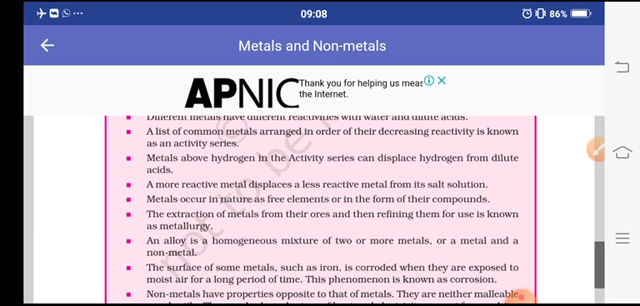 09:08
86%
Metals and Non-metals
APNIC
Thank you for helping us meas
the Internet.
Different metals have different reactivities with water and dilute acids.
A list of common metals arranged in order of their decreasing reactivity is known
as an activity series.
Metals above hydrogen in the Activity series can displace hydrogen from dilute
acids.
A more reactive metal displaces a less reactive metal from its salt solution.
Metals occur in nature as free elements or in the form of their compounds.
The extraction of metals from their ores and then refining them for use is known
as metallurgy.
An alloy is a homogeneous mixture of two or more metals, or a metal and a
non-metal.
The surface of some metals, such as iron, is corroded when they are exposed to
moist air for a long period of time. This phenomenon is known as corrosion.
Non-metals have properties opposite to that of metals. They are neither malleable
not to be